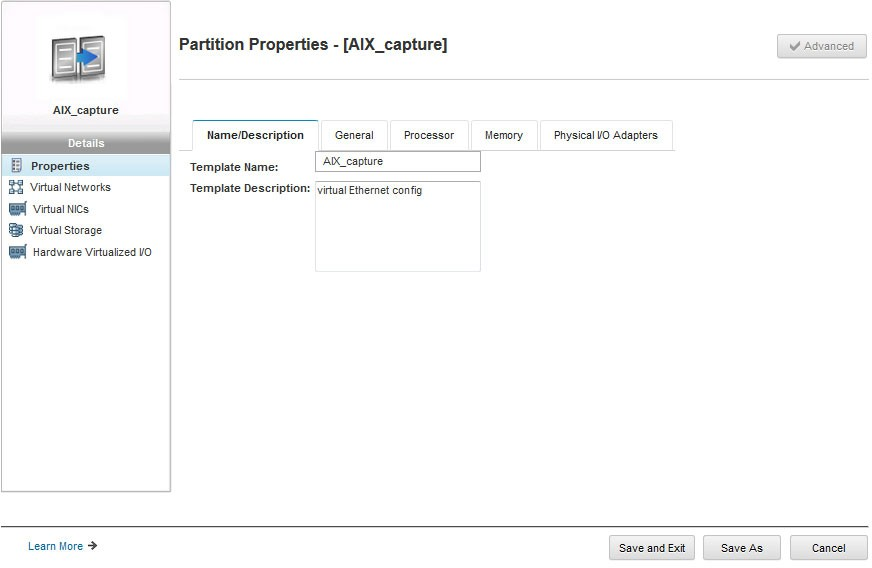 Partition Properties - [AIX_capture]
Advanced
AIX_capture
Details
Properties
Virtual Networks
Virtual NICs
Virtual Storage
Hardware Virtualized I/O
Name/Description General Processor Memory Physical I/O Adapters
Template Name: AIX_capture
Template Description: virtual Ethernet config
Learn More
Save and Exit Save As Cancel